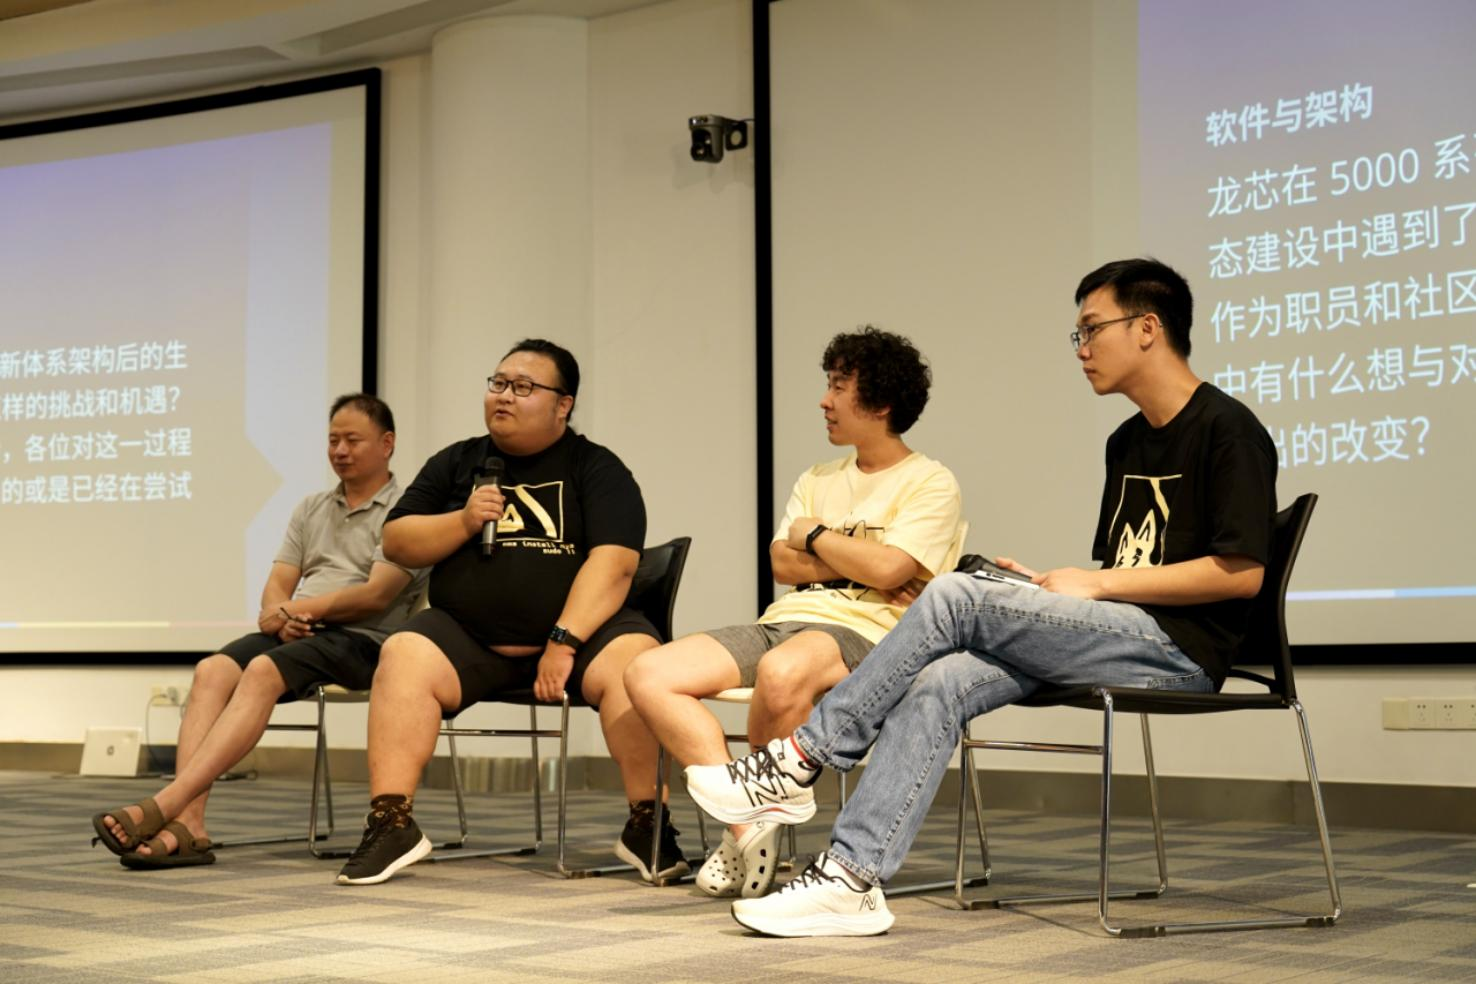 新体系架构后的生
样的挑战和机遇？
，各位对这一过程
的或是已经在尝试
软件与架构
龙芯在 5000 系
态建设中遇到了
作为职员和社区
中有什么想与对
出的改变？